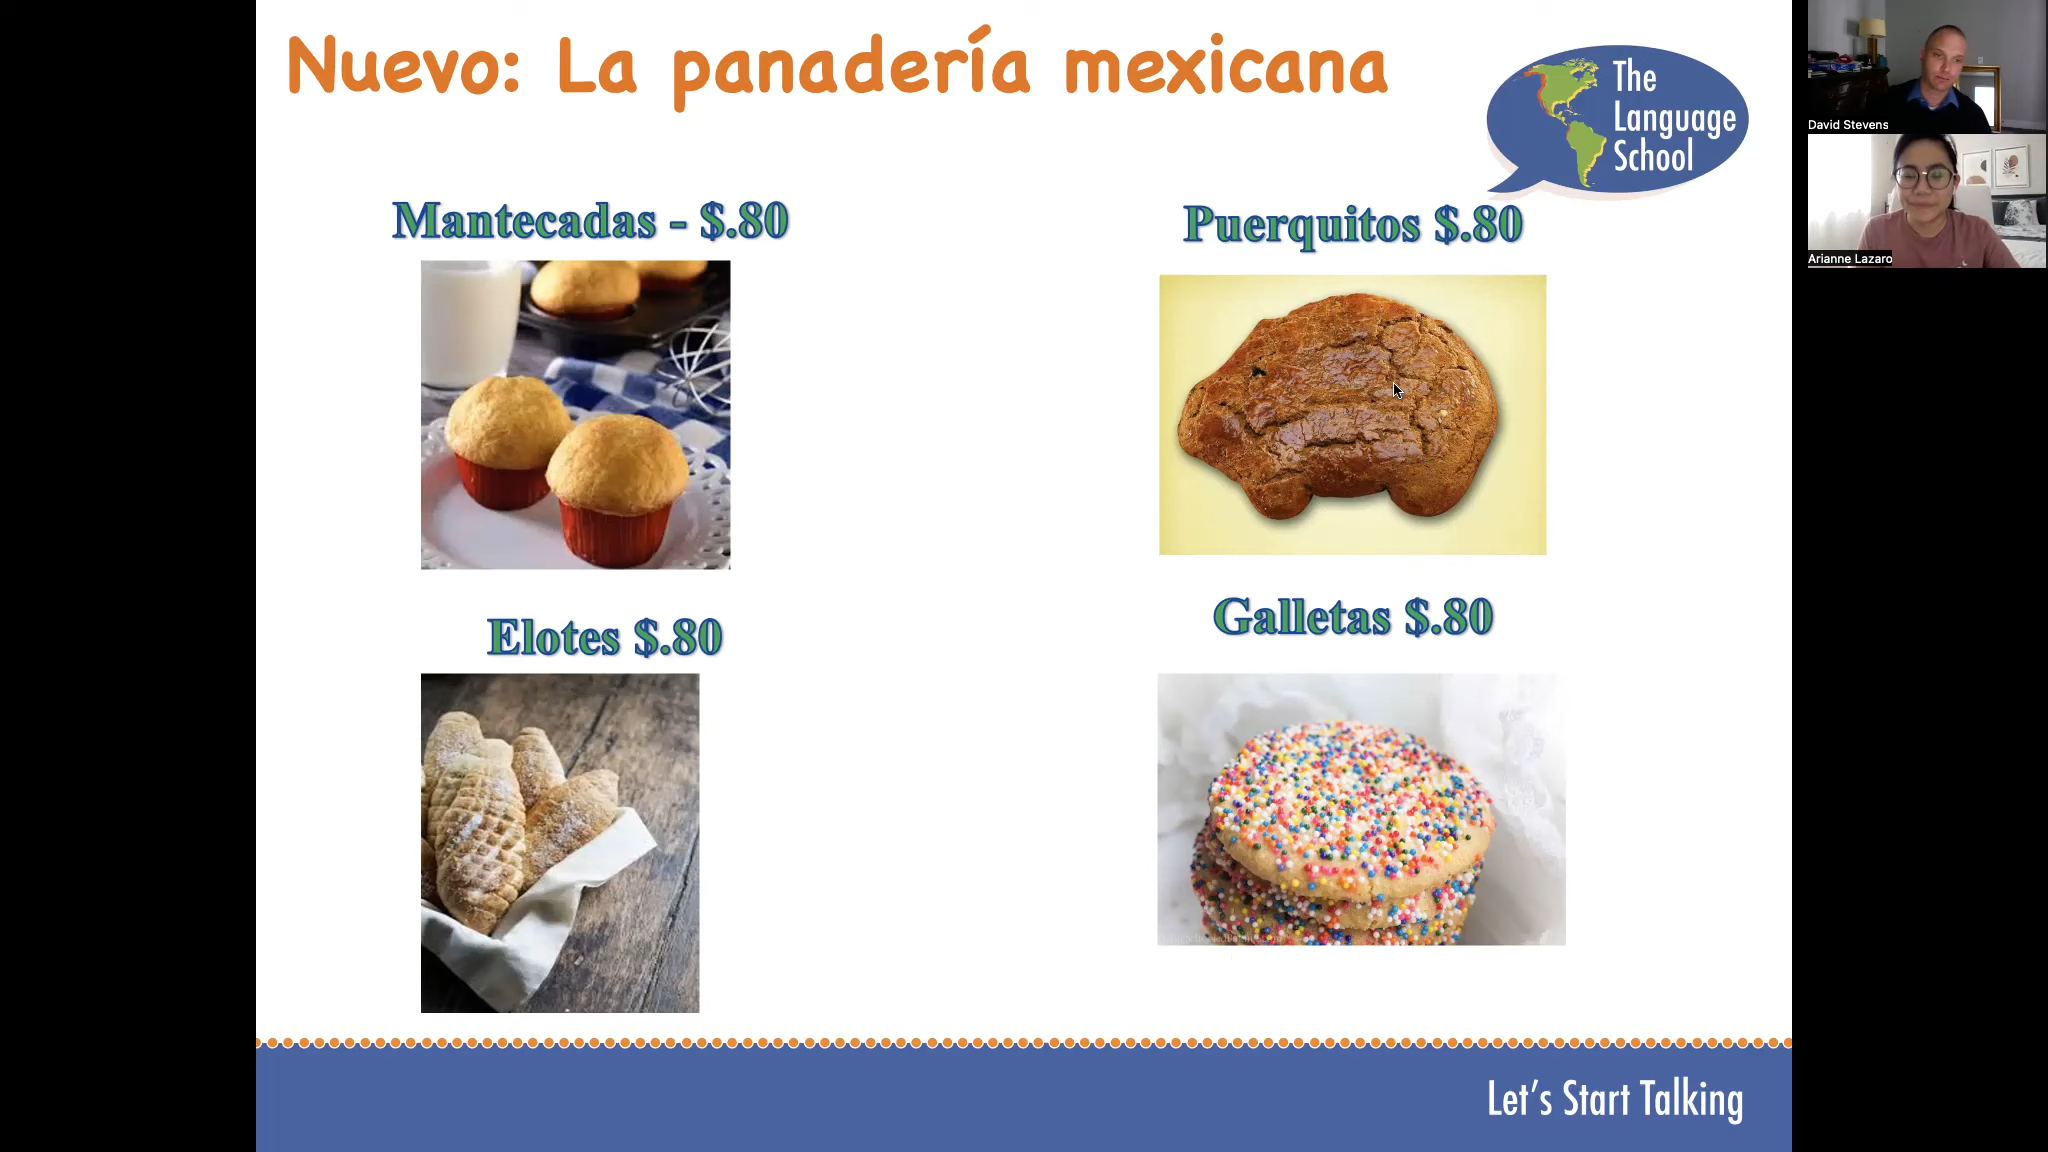 Nuevo: La panadería mexicana
The
Language
School
David Stevens
Arianne Lazaro
Mantecadas - $.80
Puerquitos $.80
Elotes $.80
Galletas $.80
Let's Start Talking